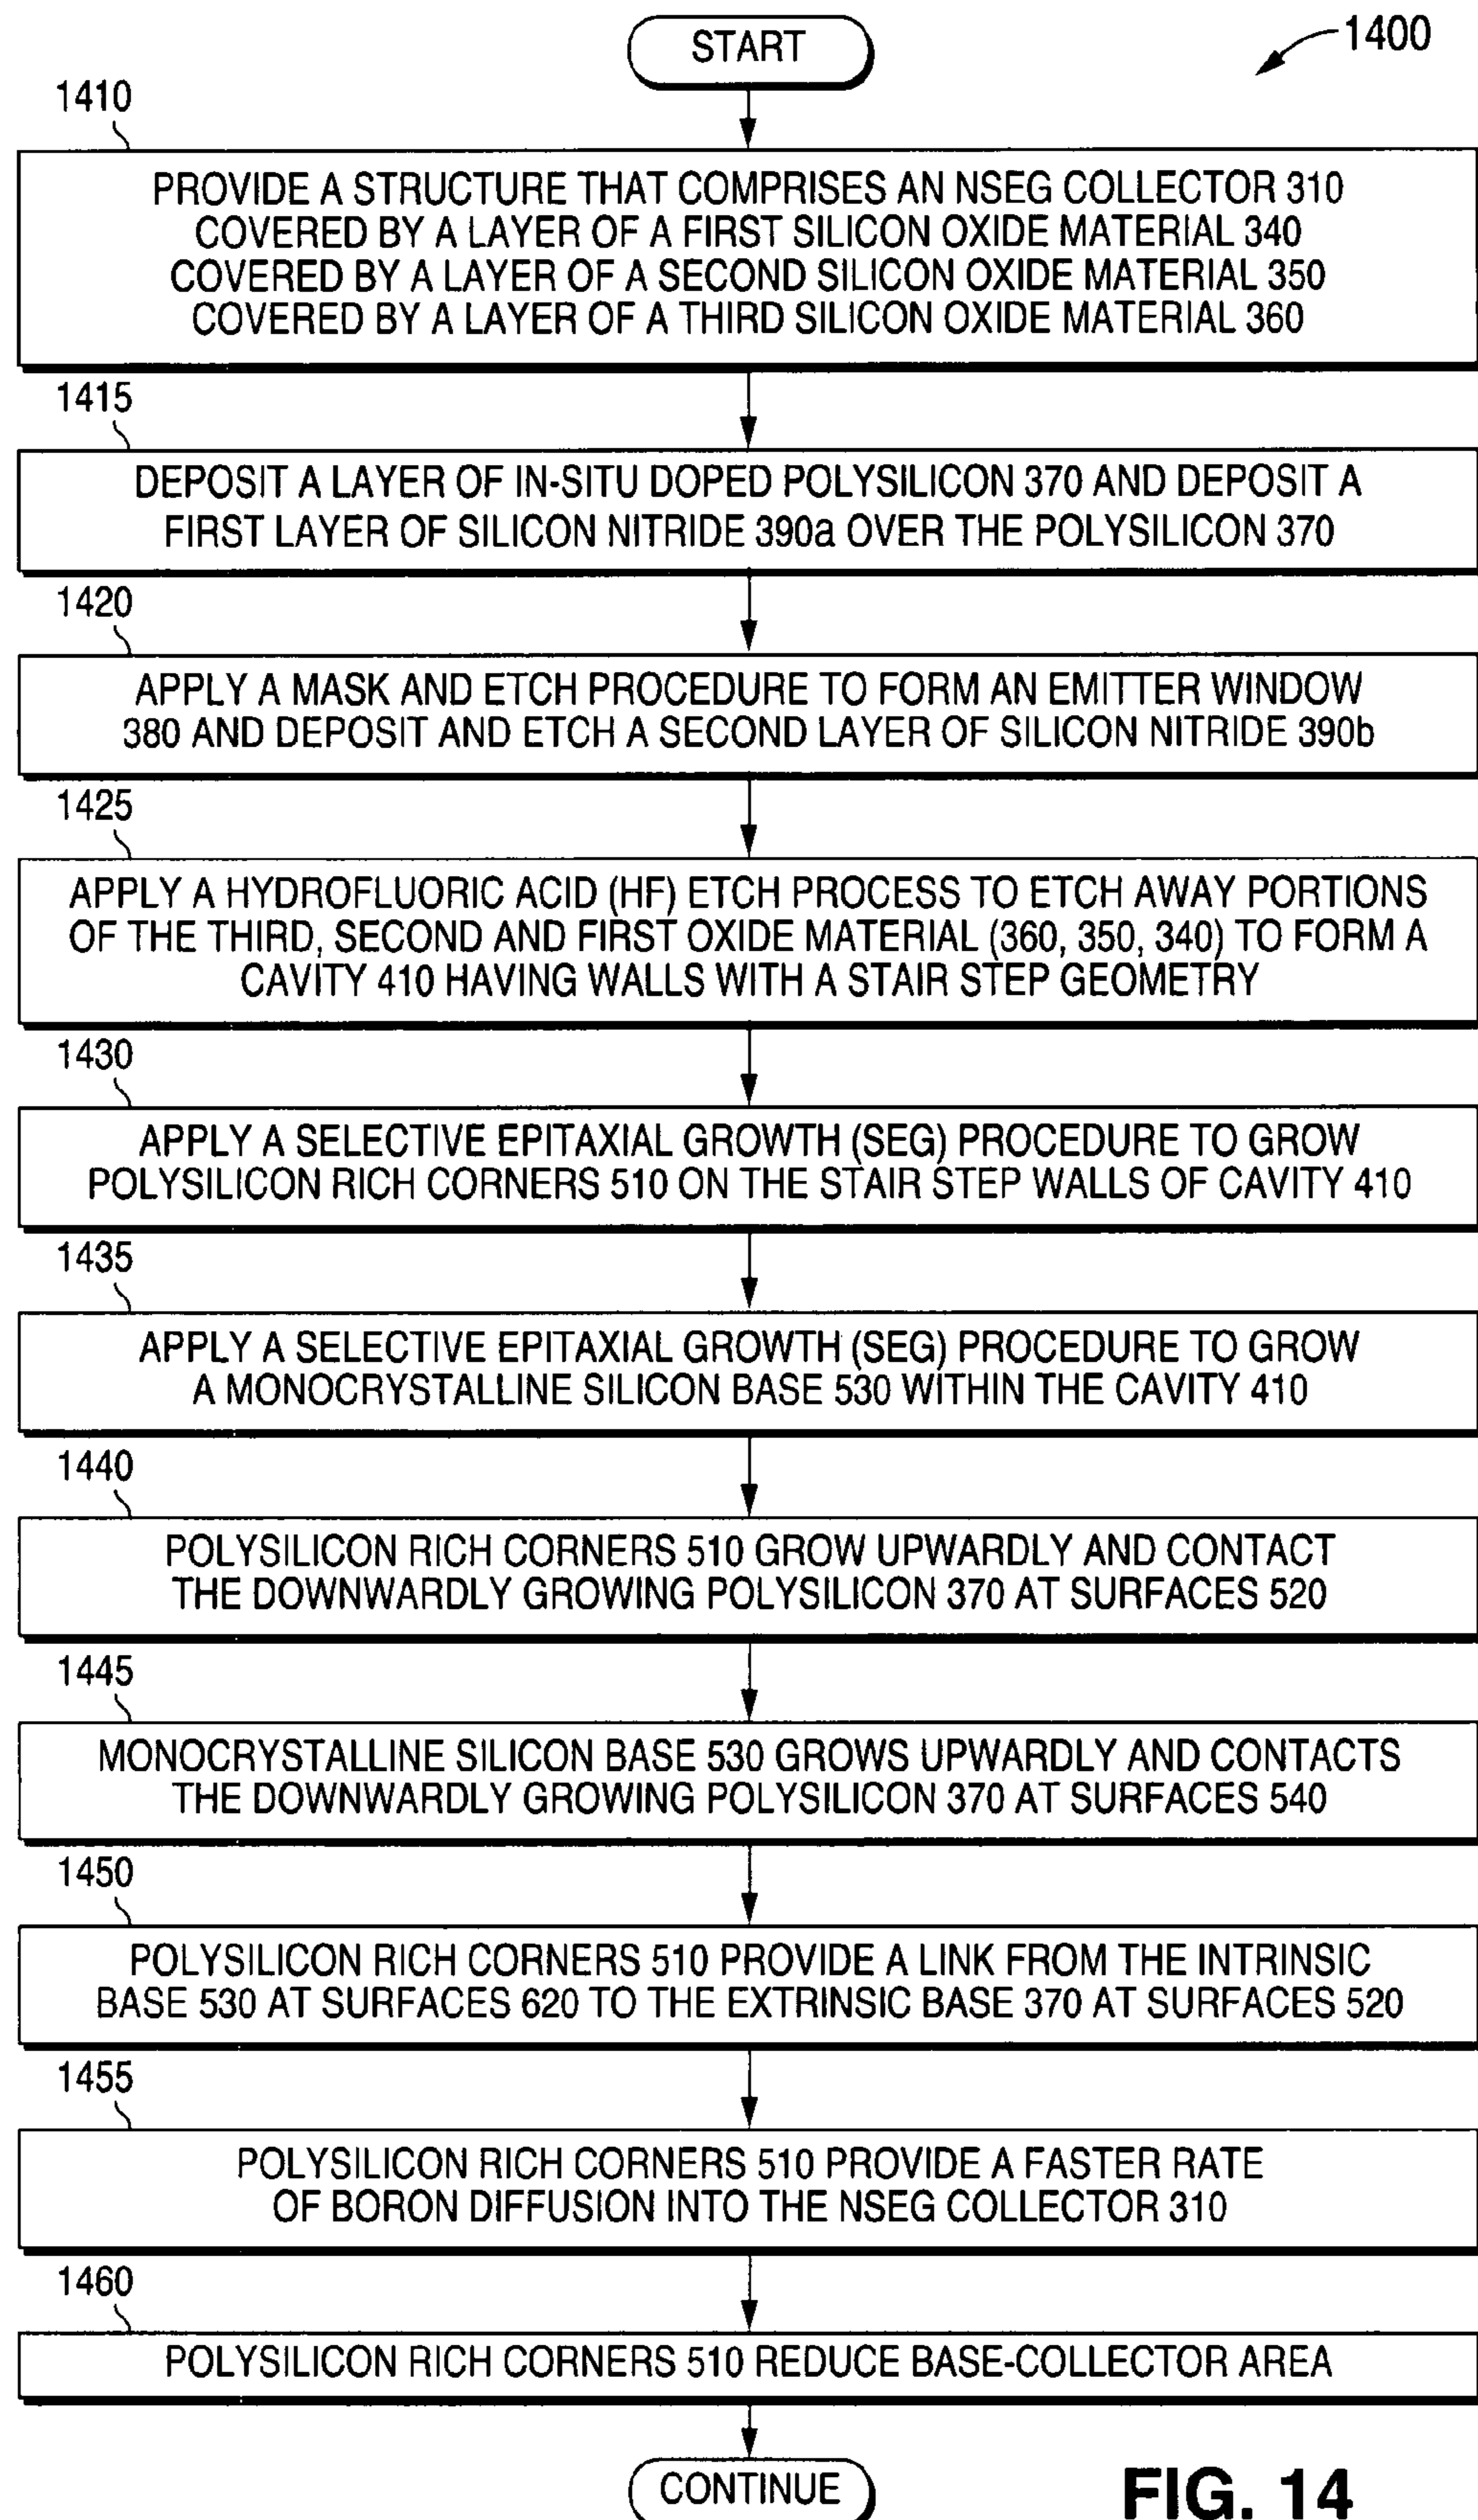 START
1400
1410
PROVIDE A STRUCTURE THAT COMPRISES AN NSEG COLLECTOR 310
COVERED BY A LAYER OF A FIRST SILICON OXIDE MATERIAL 340
COVERED BY A LAYER OF A SECOND SILICON OXIDE MATERIAL 350
COVERED BY A LAYER OF A THIRD SILICON OXIDE MATERIAL 360
1415
DEPOSIT A LAYER OF IN-SITU DOPED POLYSILICON 370 AND DEPOSIT A
FIRST LAYER OF SILICON NITRIDE 390a OVER THE POLYSILICON 370
1420
APPLY A MASK AND ETCH PROCEDURE TO FORM AN EMITTER WINDOW
380 AND DEPOSIT AND ETCH A SECOND LAYER OF SILICON NITRIDE 390b
1425
APPLY A HYDROFLUORIC ACID (HF) ETCH PROCESS TO ETCH AWAY PORTIONS
OF THE THIRD, SECOND AND FIRST OXIDE MATERIAL (360, 350, 340) TO FORM A
CAVITY 410 HAVING WALLS WITH A STAIR STEP GEOMETRY
1430
APPLY A SELECTIVE EPITAXIAL GROWTH (SEG) PROCEDURE TO GROW
POLYSILICON RICH CORNERS 510 ON THE STAIR STEP WALLS OF CAVITY 410
1435
APPLY A SELECTIVE EPITAXIAL GROWTH (SEG) PROCEDURE TO GROW
A MONOCRYSTALLINE SILICON BASE 530 WITHIN THE CAVITY 410
1440
POLYSILICON RICH CORNERS 510 GROW UPWARDLY AND CONTACT
THE DOWNWARDLY GROWING POLYSILICON 370 AT SURFACES 520
1445
MONOCRYSTALLINE SILICON BASE 530 GROWS UPWARDLY AND CONTACTS
THE DOWNWARDLY GROWING POLYSILICON 370 AT SURFACES 540
1450
POLYSILICON RICH CORNERS 510 PROVIDE A LINK FROM THE INTRINSIC
BASE 530 AT SURFACES 620 TO THE EXTRINSIC BASE 370 AT SURFACES 520
1455
POLYSILICON RICH CORNERS 510 PROVIDE A FASTER RATE
OF BORON DIFFUSION INTO THE NSEG COLLECTOR 310
1460
POLYSILICON RICH CORNERS 510 REDUCE BASE-COLLECTOR AREA
CONTINUE
FIG. 14